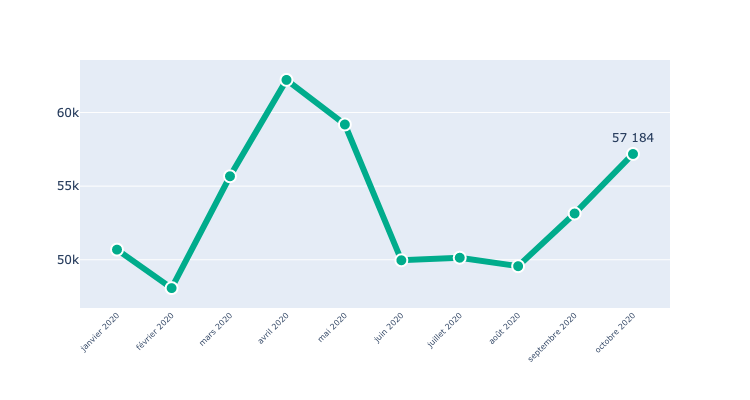 60k
55k
50k
57 184
janvier 2020
février 2020
mars 2020
avril 2020
mai 2020
juin 2020
juillet 2020
août 2020
septembre 2020
octobre 2020